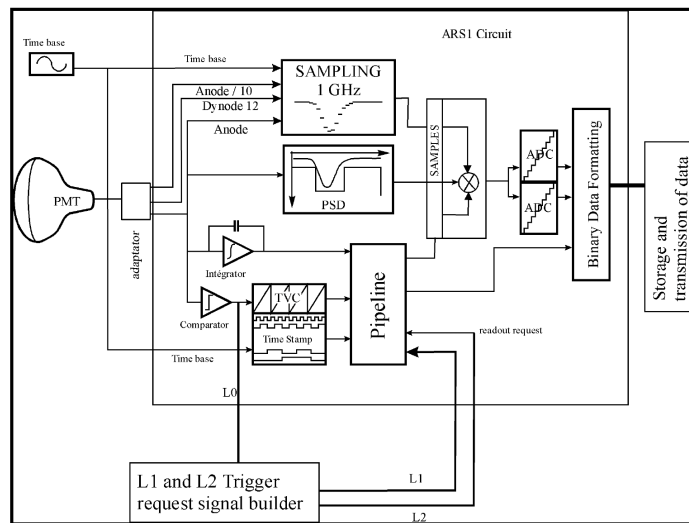 ARS1 Circuit
Time base
Time base
SAMPLING
1 GHz
Anode / 10
Dynode 12
Anode
SAMPLES
ADC
ADC
Binary Data Formatting
Storage and
transmission of data
PMT
adaptator
PSD
Intégrator
Pipeline
TVC
Comparator
Time Stamp
readout request
Time base
L0
L1 and L2 Trigger
request signal builder
L1
L2